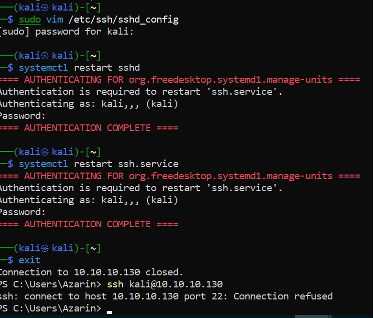 ──(kali㉿kali)-[~]
─$ sudo vim /etc/ssh/sshd_config
[sudo] password for kali:
──(kali㉿kali)-[~]
─$ systemctl restart sshd
==== AUTHENTICATING FOR org.freedesktop.systemd1.manage-units ====
Authentication is required to restart 'ssh.service'.
Authenticating as: kali,,, (kali)
Password:
==== AUTHENTICATION COMPLETE ====
──(kali㉿kali)-[~]
─$ systemctl restart ssh.service
==== AUTHENTICATING FOR org.freedesktop.systemd1.manage-units ====
Authentication is required to restart 'ssh.service'.
Authenticating as: kali,,, (kali)
Password:
==== AUTHENTICATION COMPLETE ====
──(kali㉿kali)-[~]
─$ exit
Connection to 10.10.10.130 closed.
PS C:\Users\Azarin> ssh kali@10.10.10.130
ssh: connect to host 10.10.10.130 port 22: Connection refused
PS C:\Users\Azarin>